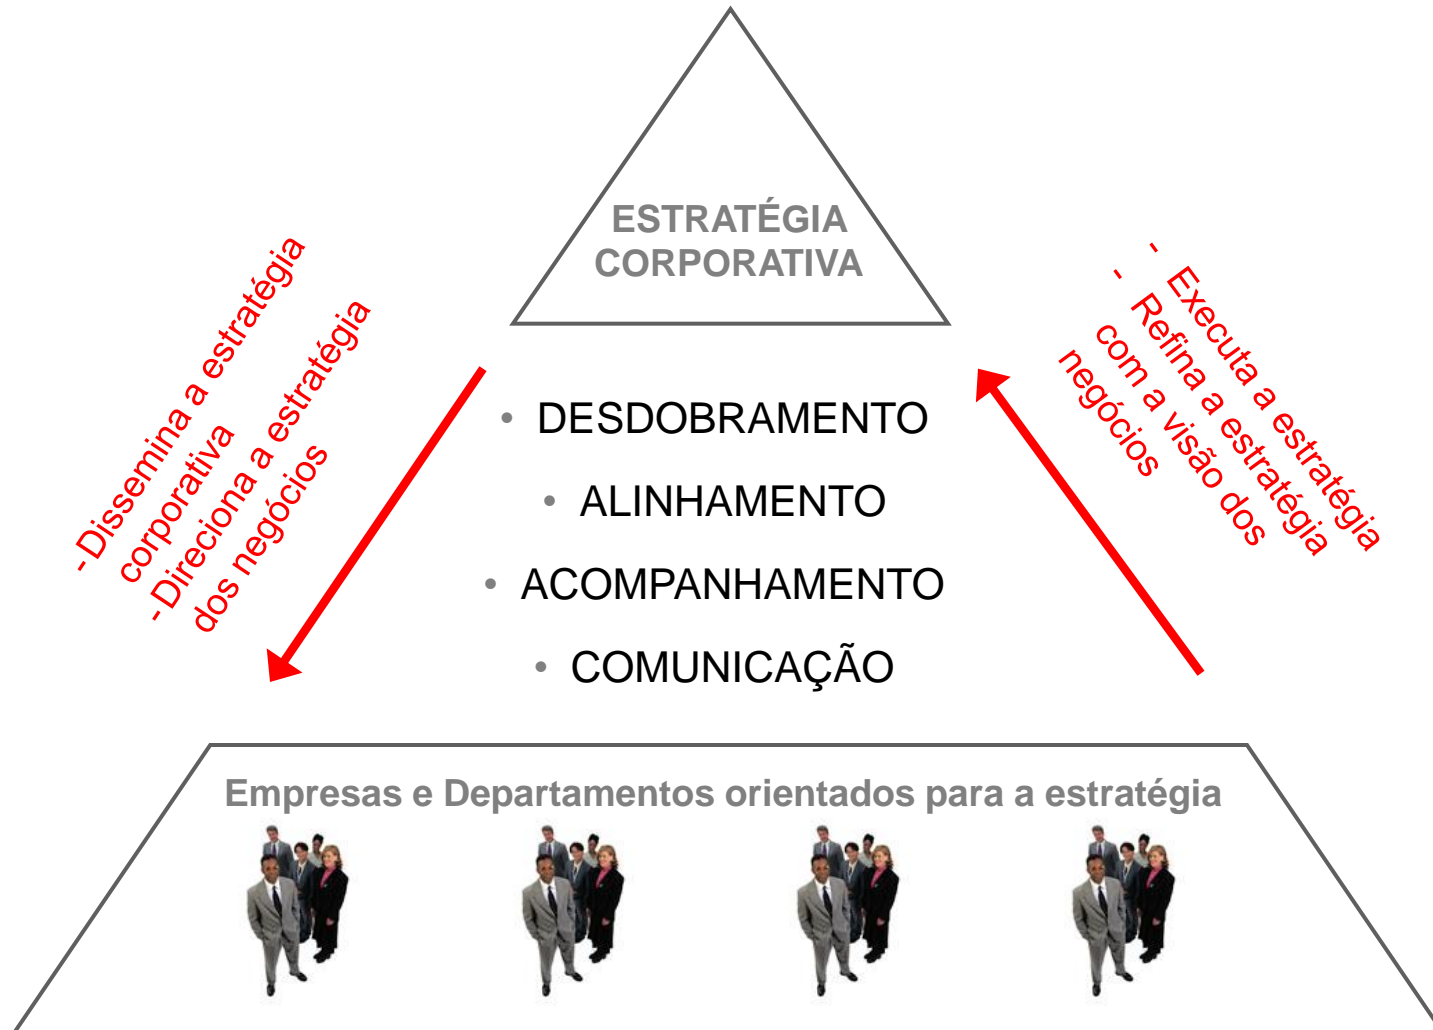 ESTRATÉGIA
CORPORATIVA
-Dissemina a estratégia
corporativa
-Direciona a estratégia
dos negócios
- Executa a estratégia
- Refina a estratégia
com a visão dos
negócios
• DESDOBRAMENTO
• ALINHAMENTO
• ACOMPANHAMENTO
• COMUNICAÇÃO
Empresas e Departamentos orientados para a estratégia